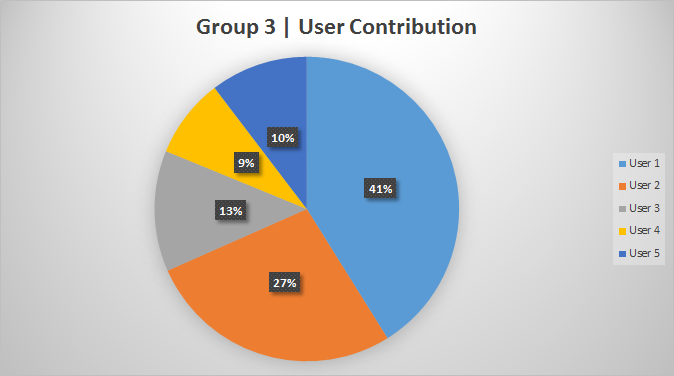 Group 3 | User Contribution
10%
9%
41%
13%
27%
User 1
User 2
User 3
User 4
User 5